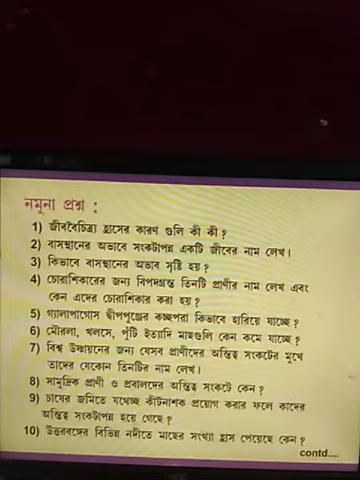 নমুনা প্রশ্ন :
1) জীববৈচিত্র্য হ্রাসের কারণ গুলি কী কী ?
2) বাসস্থানের অভাবে সংকটাপন্ন একটি জীবের নাম লেখ।
3) কিভাবে বাসস্থানের অভাব সৃষ্টি হয় ?
4) চোরাশিকারের জন্য বিপদগ্রস্ত তিনটি প্রাণীর নাম লেখ এবং
কেন এদের চোরাশিকার করা হয় ?
5) গ্যালাপাগোস দ্বীপপুঞ্জের কচ্ছপরা কিভাবে হারিয়ে যাচ্ছে ?
6) মৌরলা, খলসে, পুঁটি ইত্যাদি মাছগুলি কেন কমে যাচ্ছে ?
7) বিশ্ব উষ্ণায়নের জন্য যেসব প্রাণীদের অস্তিত্ব সংকটের মুখে
তাদের যেকোন তিনটির নাম লেখ।
8) সামুদ্রিক প্রাণী ও প্রবালদের অস্তিত্ব সংকটে কেন ?
9) চাষের জমিতে যথেচ্ছ কীটনাশক প্রয়োগ করার ফলে কাদের
অস্তিত্ব সংকটাপন্ন হয়ে গেছে ?
10) উত্তরবঙ্গের বিভিন্ন নদীতে মাছের সংখ্যা হ্রাস পেয়েছে কেন ?
contd....